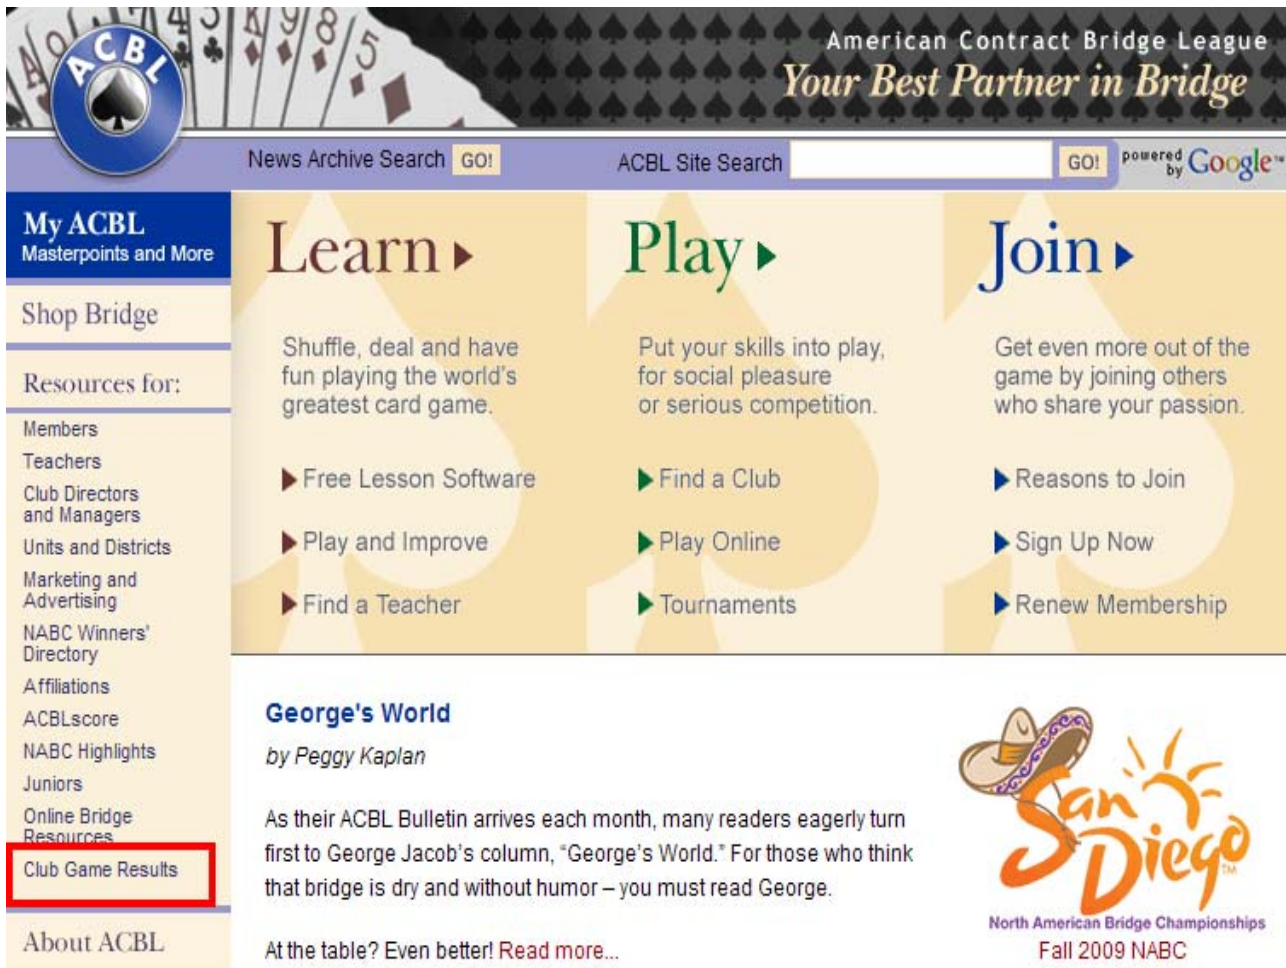 ACBL
American Contract Bridge League
Your Best Partner in Bridge
News Archive Search GO!
ACBL Site Search GO! powered by Google™
My ACBL
Masterpoints and More
Shop Bridge
Resources for:
Members
Teachers
Club Directors
and Managers
Units and Districts
Marketing and
Advertising
NABC Winners'
Directory
Affiliations
ACBLscore
NABC Highlights
Juniors
Online Bridge
Resources
Club Game Results
About ACBL
Learn
Shuffle, deal and have
fun playing the world's
greatest card game.
Free Lesson Software
Play and Improve
Find a Teacher
Play
Put your skills into play,
for social pleasure
or serious competition.
Find a Club
Play Online
Tournaments
Join
Get even more out of the
game by joining others
who share your passion.
Reasons to Join
Sign Up Now
Renew Membership
George's World
by Peggy Kaplan
As their ACBL Bulletin arrives each month, many readers eagerly turn
first to George Jacob's column, “George's World.” For those who think
that bridge is dry and without humor – you must read George.
At the table? Even better! Read more...
San
Diego™
North American Bridge Championships
Fall 2009 NABC